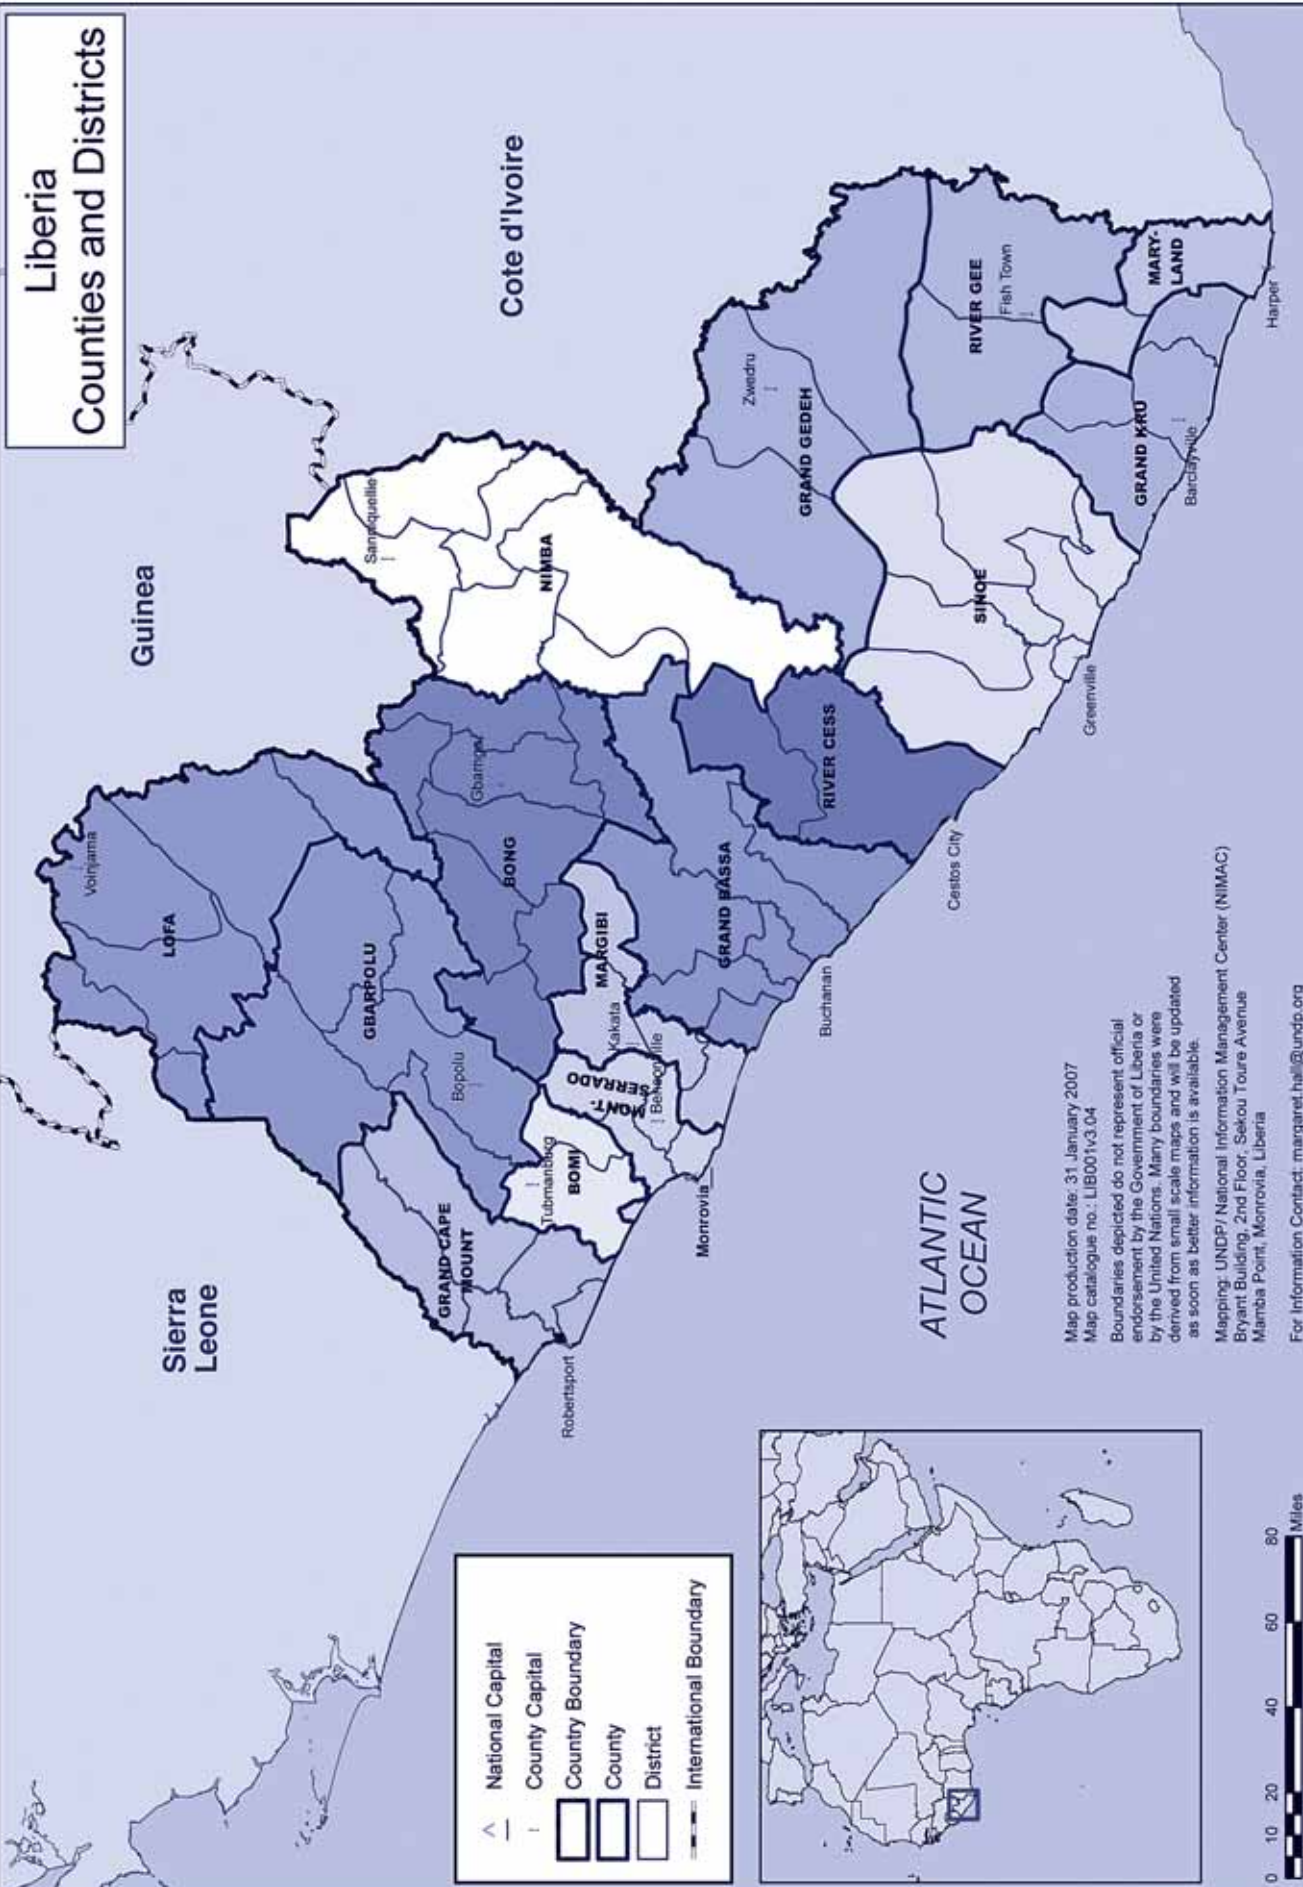 Liberia
Counties and Districts
Guinea
Sierra
Leone
Cote d'Ivoire
Voinjama
LOFA
GBARPOLU
Bopolu
Gbarnga
BONG
Sanniquellie
NIMBA
GRAND CAPE
MOUNT
Robertsport
Tubmanburg
BOMI
MONT-
SERRADO
Bensonville
Monrovia
MARGIBI
Kakata
GRAND BASSA
Buchanan
RIVER CESS
Cestos City
Zwedru
GRAND GEDEH
SINOE
Greenville
RIVER GEE
Fish Town
GRAND KRU
Barclayville
MARY-
LAND
Harper
ATLANTIC
OCEAN
National Capital
County Capital
Country Boundary
County
District
International Boundary
Map production date: 31 January 2007
Map catalogue no.: LIB001v3.04
Boundaries depicted do not represent official
endorsement by the Government of Liberia or
by the United Nations. Many boundaries were
derived from small scale maps and will be updated
as soon as better information is available.
Mapping: UNDP/ National Information Management Center (NIMAC)
Bryant Building, 2nd Floor, Sekou Toure Avenue
Mamba Point, Monrovia, Liberia
For Information Contact: margaret.hall@undp.org
0 10 20 40 60 80
Miles